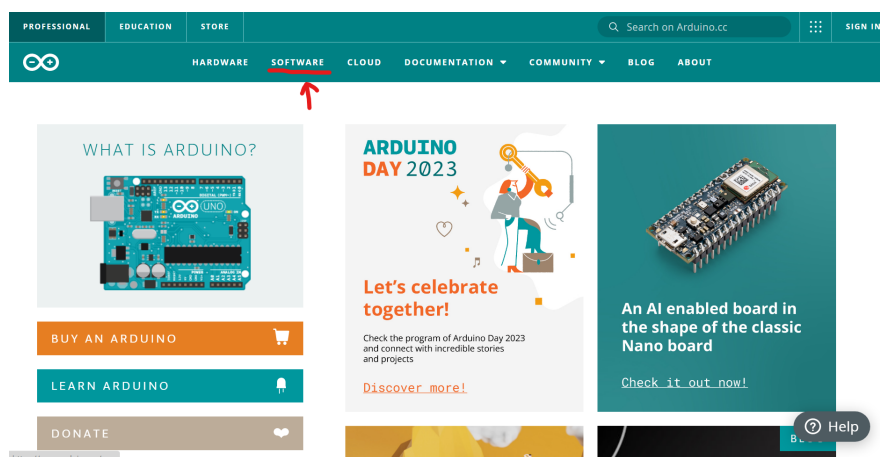 PROFESSIONAL EDUCATION STORE Search on Arduino.cc SIGN IN
HARDWARE SOFTWARE CLOUD DOCUMENTATION COMMUNITY BLOG ABOUT
WHAT IS ARDUINO?
UNO
ARDUINO
BUY AN ARDUINO
LEARN ARDUINO
DONATE
ARDUINO
DAY 2023
Let's celebrate
together!
Check the program of Arduino Day 2023
and connect with incredible stories
and projects
Discover more!
An AI enabled board in
the shape of the classic
Nano board
Check it out now!
Help